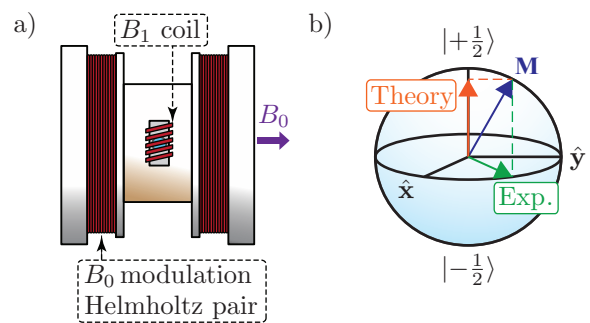 a)
B₁ coil
B₀
B₀ modulation
Helmholtz pair
b)
|+½⟩
M
Theory
ŷ
x̂
Exp.
|−½⟩